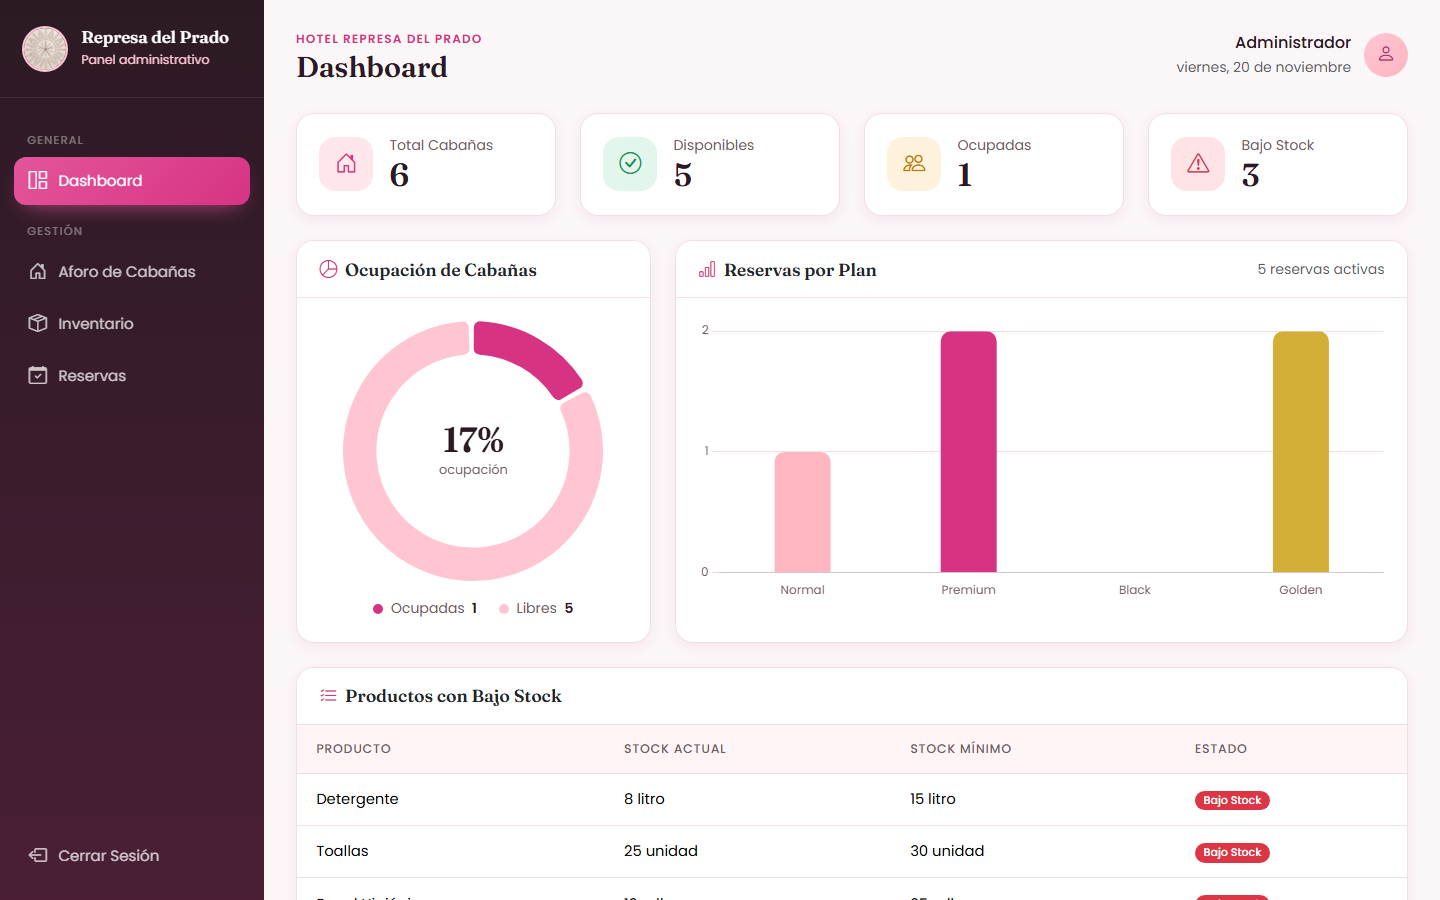 Represa del Prado
Panel administrativo
GENERAL
Dashboard
GESTIÓN
Aforo de Cabañas
Inventario
Reservas
Cerrar Sesión
HOTEL REPRESA DEL PRADO
Dashboard
Administrador
viernes, 20 de noviembre
Total Cabañas
6
Disponibles
5
Ocupadas
1
Bajo Stock
3
Ocupación de Cabañas
17%
ocupación
Ocupadas 1 Libres 5
Reservas por Plan
5 reservas activas
2
1
0
Normal Premium Black Golden
Productos con Bajo Stock
PRODUCTO STOCK ACTUAL STOCK MÍNIMO ESTADO
Detergente 8 litro 15 litro Bajo Stock
Toallas 25 unidad 30 unidad Bajo Stock